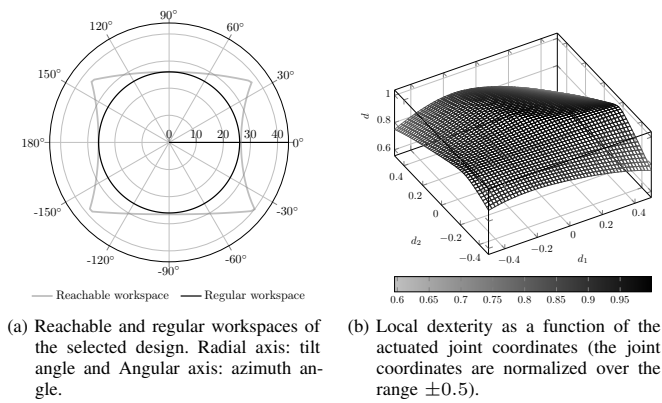 90°
120° 60°
150° 30°
180° 0 10 20 30 40 0°
-150° -30°
-120° -60°
-90°
Reachable workspace Regular workspace
(a) Reachable and regular workspaces of
the selected design. Radial axis: tilt
angle and Angular axis: azimuth an-
gle.
1
0.8
0.6
d
0.4
0.2
0
−0.2
−0.4
d2
−0.4
−0.2
0
0.2
0.4
d1
0.6 0.65 0.7 0.75 0.8 0.85 0.9 0.95
(b) Local dexterity as a function of the
actuated joint coordinates (the joint
coordinates are normalized over the
range ±0.5).